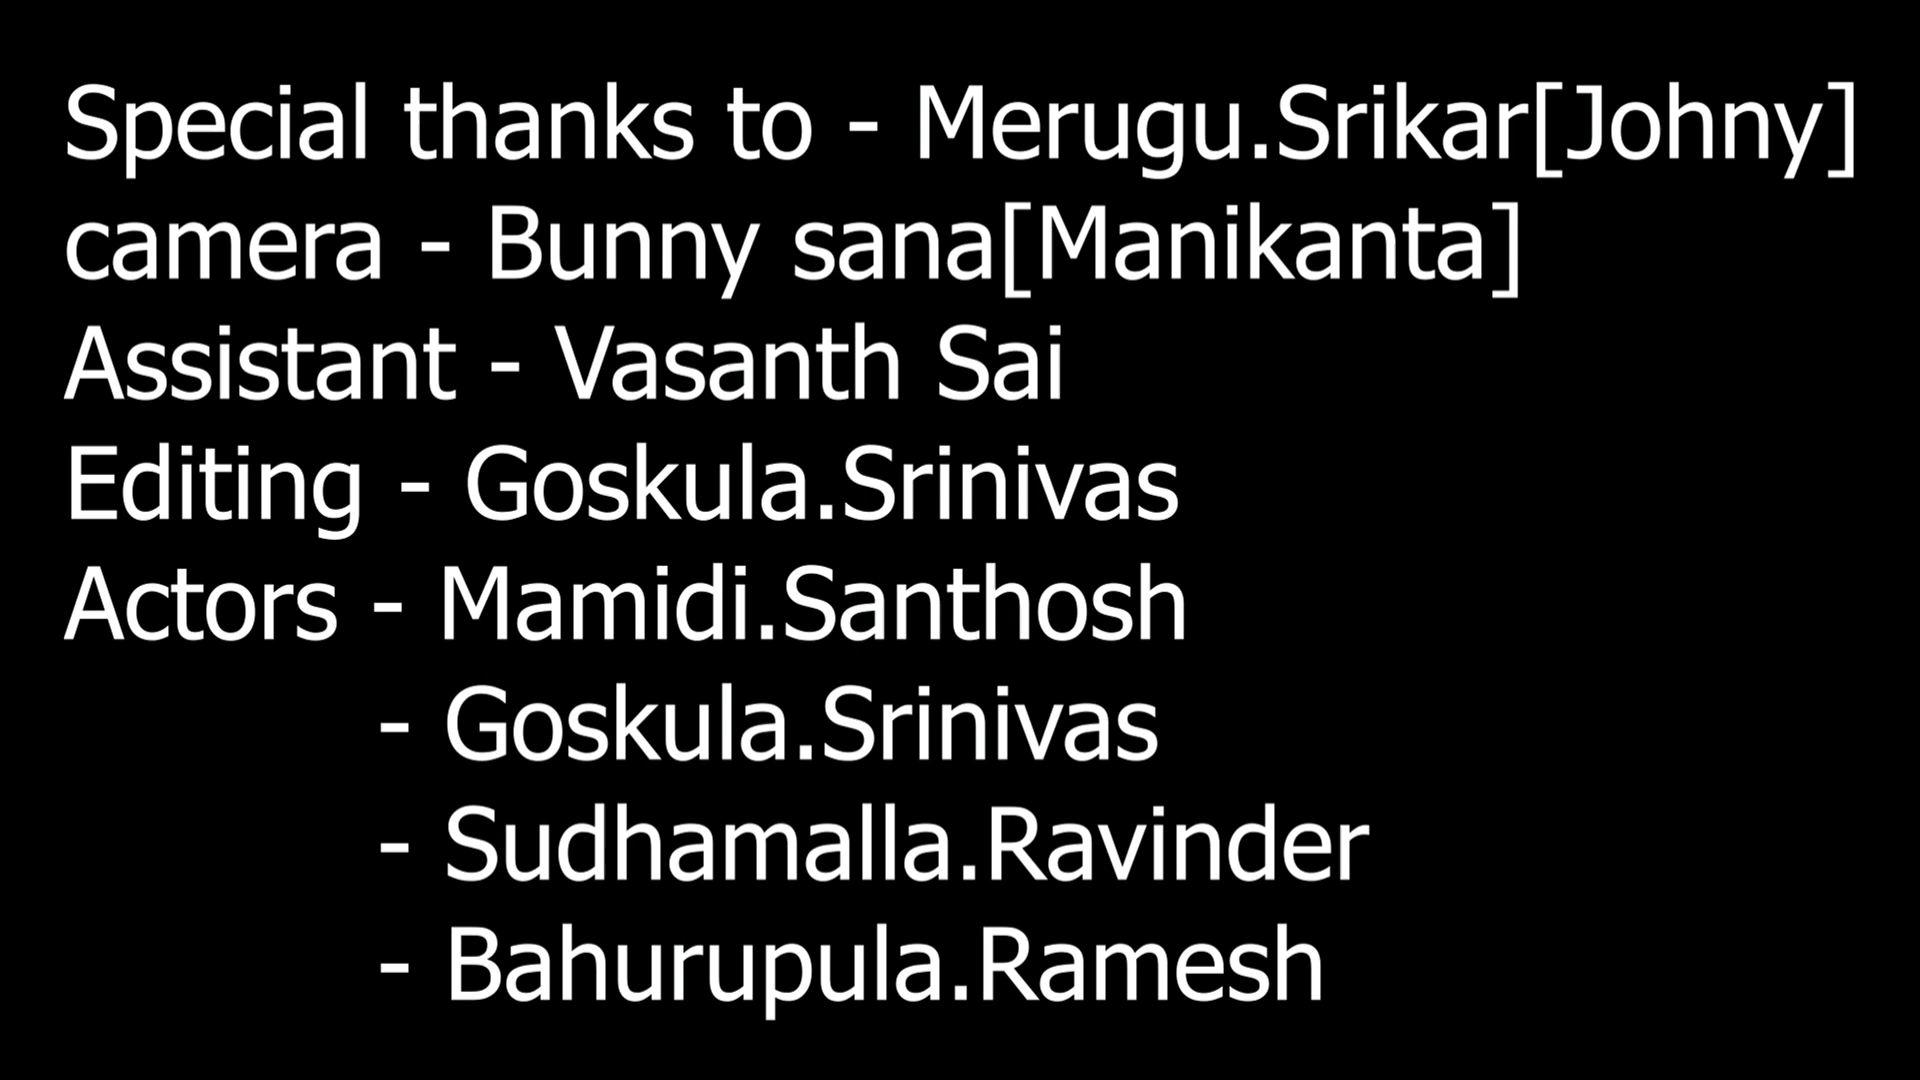 Special thanks to - Merugu.Srikar[Johny]
camera - Bunny sana[Manikanta]
Assistant - Vasanth Sai
Editing - Goskula.Srinivas
Actors - Mamidi.Santhosh
- Goskula.Srinivas
- Sudhamalla.Ravinder
- Bahurupula.Ramesh